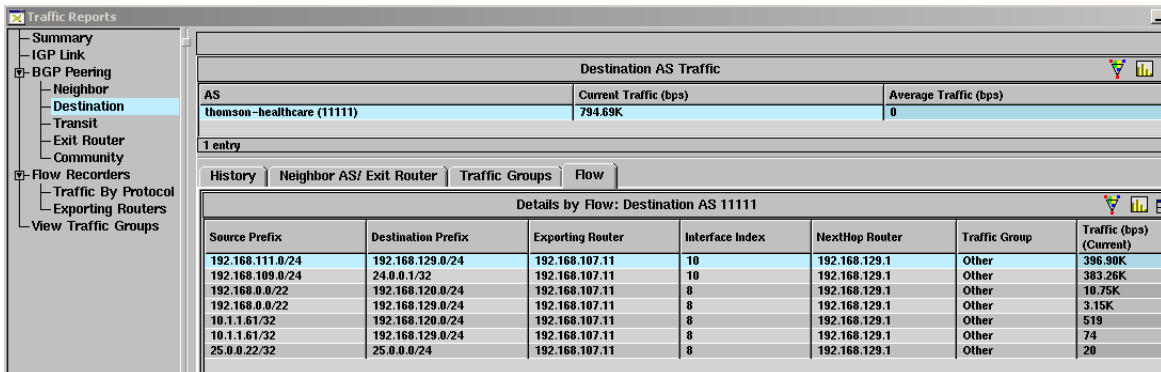 Traffic Reports
Summary
IGP Link
BGP Peering
Neighbor
Destination
Transit
Exit Router
Community
Flow Recorders
Traffic By Protocol
Exporting Routers
View Traffic Groups
Destination AS Traffic
AS Current Traffic (bps) Average Traffic (bps)
thomson-healthcare (11111) 794.69K 0
1 entry
History Neighbor AS/ Exit Router Traffic Groups Flow
Details by Flow: Destination AS 11111
Source Prefix Destination Prefix Exporting Router Interface Index NextHop Router Traffic Group Traffic (bps) (Current)
192.168.111.0/24 192.168.129.0/24 192.168.107.11 10 192.168.129.1 Other 396.90K
192.168.109.0/24 24.0.0.1/32 192.168.107.11 10 192.168.129.1 Other 383.26K
192.168.0.0/22 192.168.120.0/24 192.168.107.11 8 192.168.129.1 Other 10.75K
192.168.0.0/22 192.168.129.0/24 192.168.107.11 8 192.168.129.1 Other 3.15K
10.1.1.61/32 192.168.120.0/24 192.168.107.11 8 192.168.129.1 Other 519
10.1.1.61/32 192.168.129.0/24 192.168.107.11 8 192.168.129.1 Other 74
25.0.0.22/32 25.0.0.0/24 192.168.107.11 8 192.168.129.1 Other 20